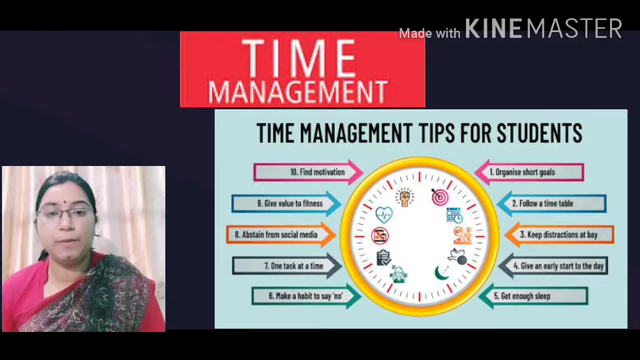 Made with KINEMASTER
TIME
MANAGEMENT
TIME MANAGEMENT TIPS FOR STUDENTS
10. Find motivation
1. Organise short goals
9. Give value to fitness
2. Follow a time table
8. Abstain from social media
3. Keep distractions at bay
7. One task at a time
4. Give an early start to the day
6. Make a habit to say 'no'
5. Get enough sleep